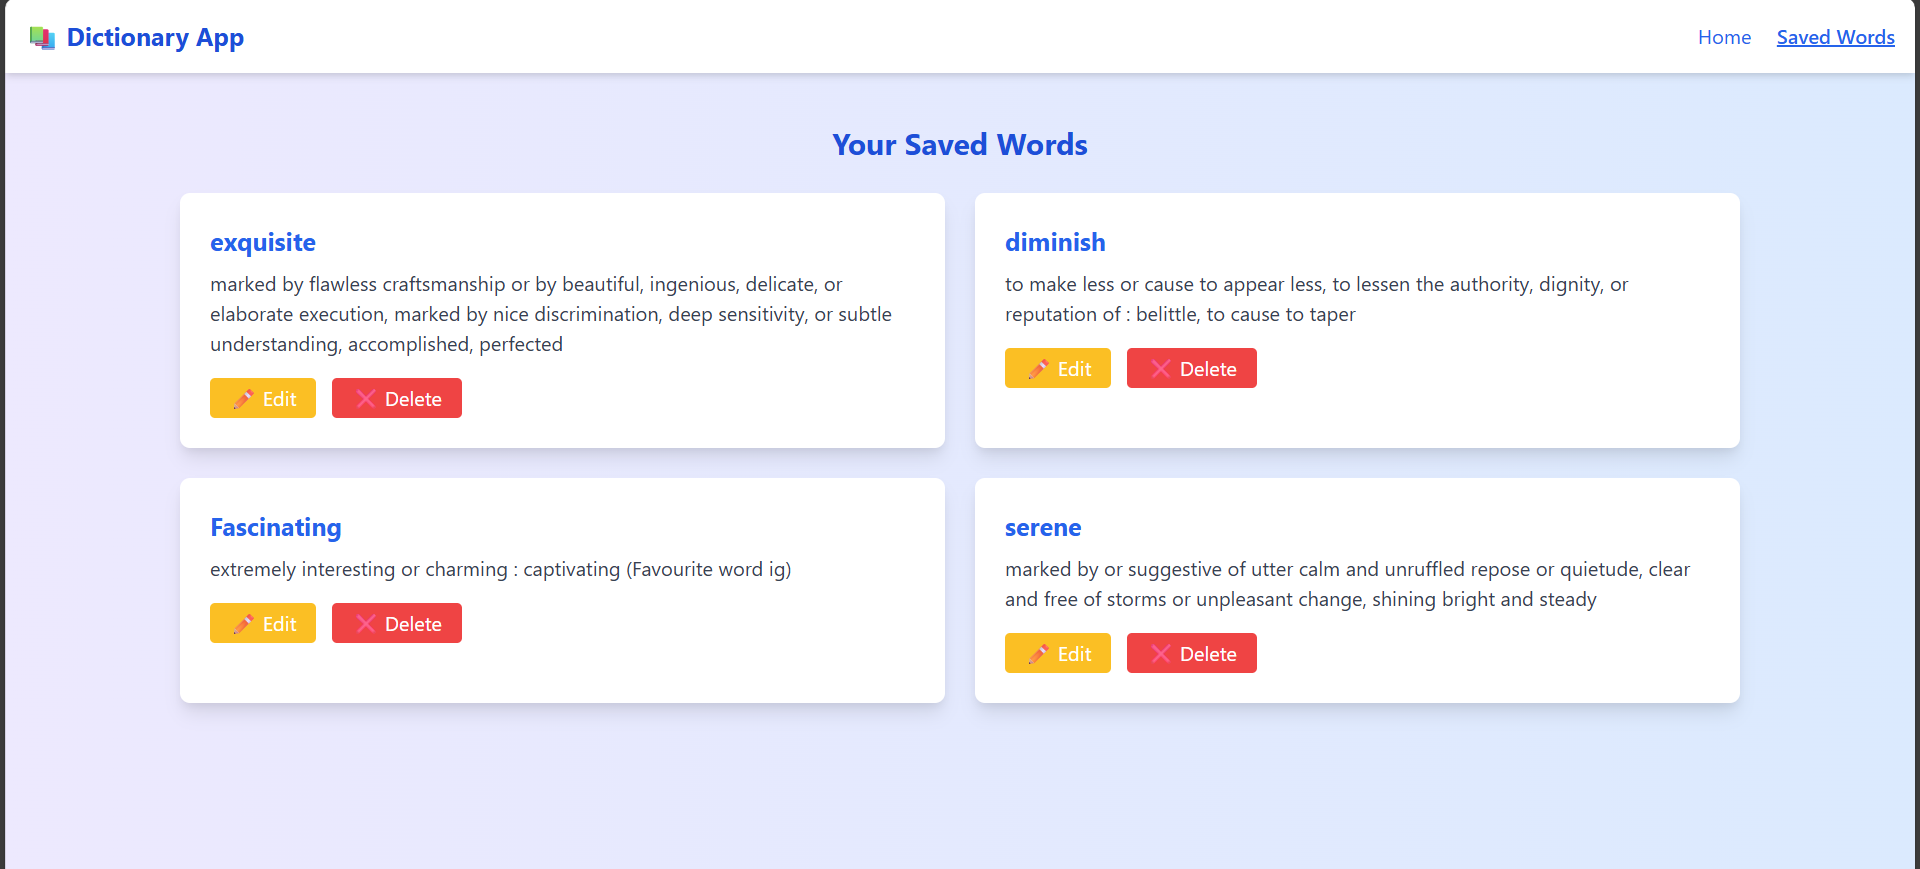 Dictionary App
Home
Saved Words
Your Saved Words
exquisite
marked by flawless craftsmanship or by beautiful, ingenious, delicate, or
elaborate execution, marked by nice discrimination, deep sensitivity, or subtle
understanding, accomplished, perfected
Edit
Delete
diminish
to make less or cause to appear less, to lessen the authority, dignity, or
reputation of : belittle, to cause to taper
Edit
Delete
Fascinating
extremely interesting or charming : captivating (Favourite word ig)
Edit
Delete
serene
marked by or suggestive of utter calm and unruffled repose or quietude, clear
and free of storms or unpleasant change, shining bright and steady
Edit
Delete